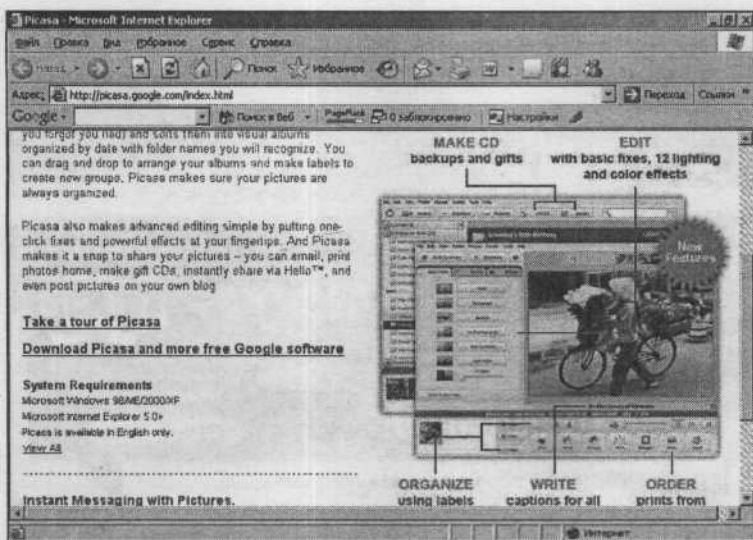 Picasa - Microsoft Internet Explorer
Файл Правка Вид Избранное Сервис Справка
Назад Поиск Избранное
Адрес: http://picasa.google.com/index.html Переход Ссылки
Google Поиск в Веб PageRank 0 заблокировано Настройки
you forgot you had) and sorts them into visual albums
organized by date with folder names you will recognize. You
can drag and drop to arrange your albums and make labels to
create new groups. Picasa makes sure your pictures are
always organized.
Picasa also makes advanced editing simple by putting one-
click fixes and powerful effects at your fingertips. And Picasa
makes it a snap to share your pictures – you can email, print
photos home, make gift CDs, instantly share via Hello™, and
even post pictures on your own blog.
Take a tour of Picasa
Download Picasa and more free Google software
System Requirements
Microsoft Windows 98/ME/2000/XP
Microsoft Internet Explorer 5.0+
Picasa is available in English only.
View All
Instant Messaging with Pictures.
MAKE CD
backups and gifts
EDIT
with basic fixes, 12 lighting
and color effects
New
Features
ORGANIZE
using labels
WRITE
captions for all
ORDER
prints from
Интернет